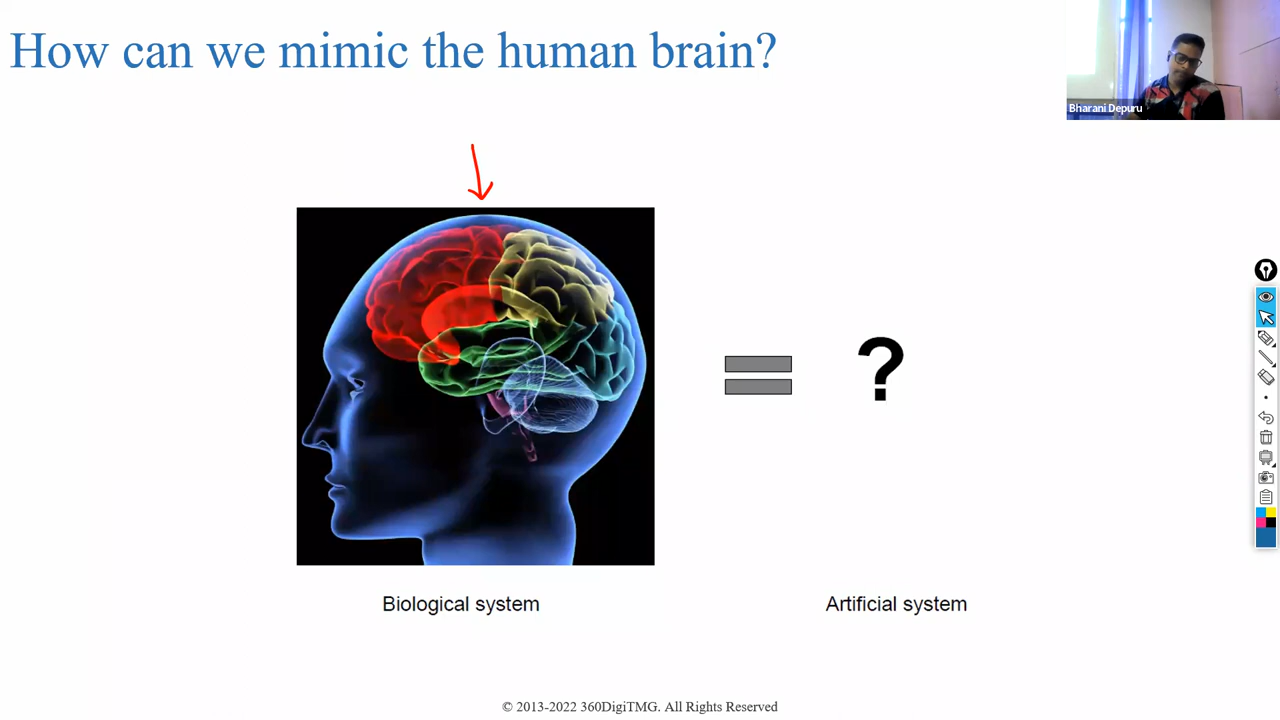 How can we mimic the human brain?
Bharani Depuru
= ?
Biological system
Artificial system
© 2013-2022 360DigiTMG. All Rights Reserved